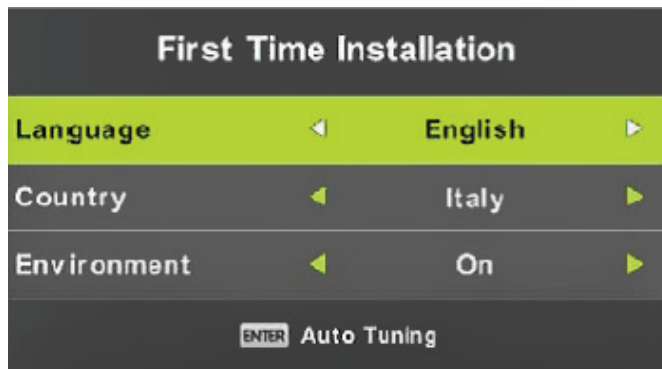 First Time Installation
Language English
Country Italy
Environment On
ENTER Auto Tuning